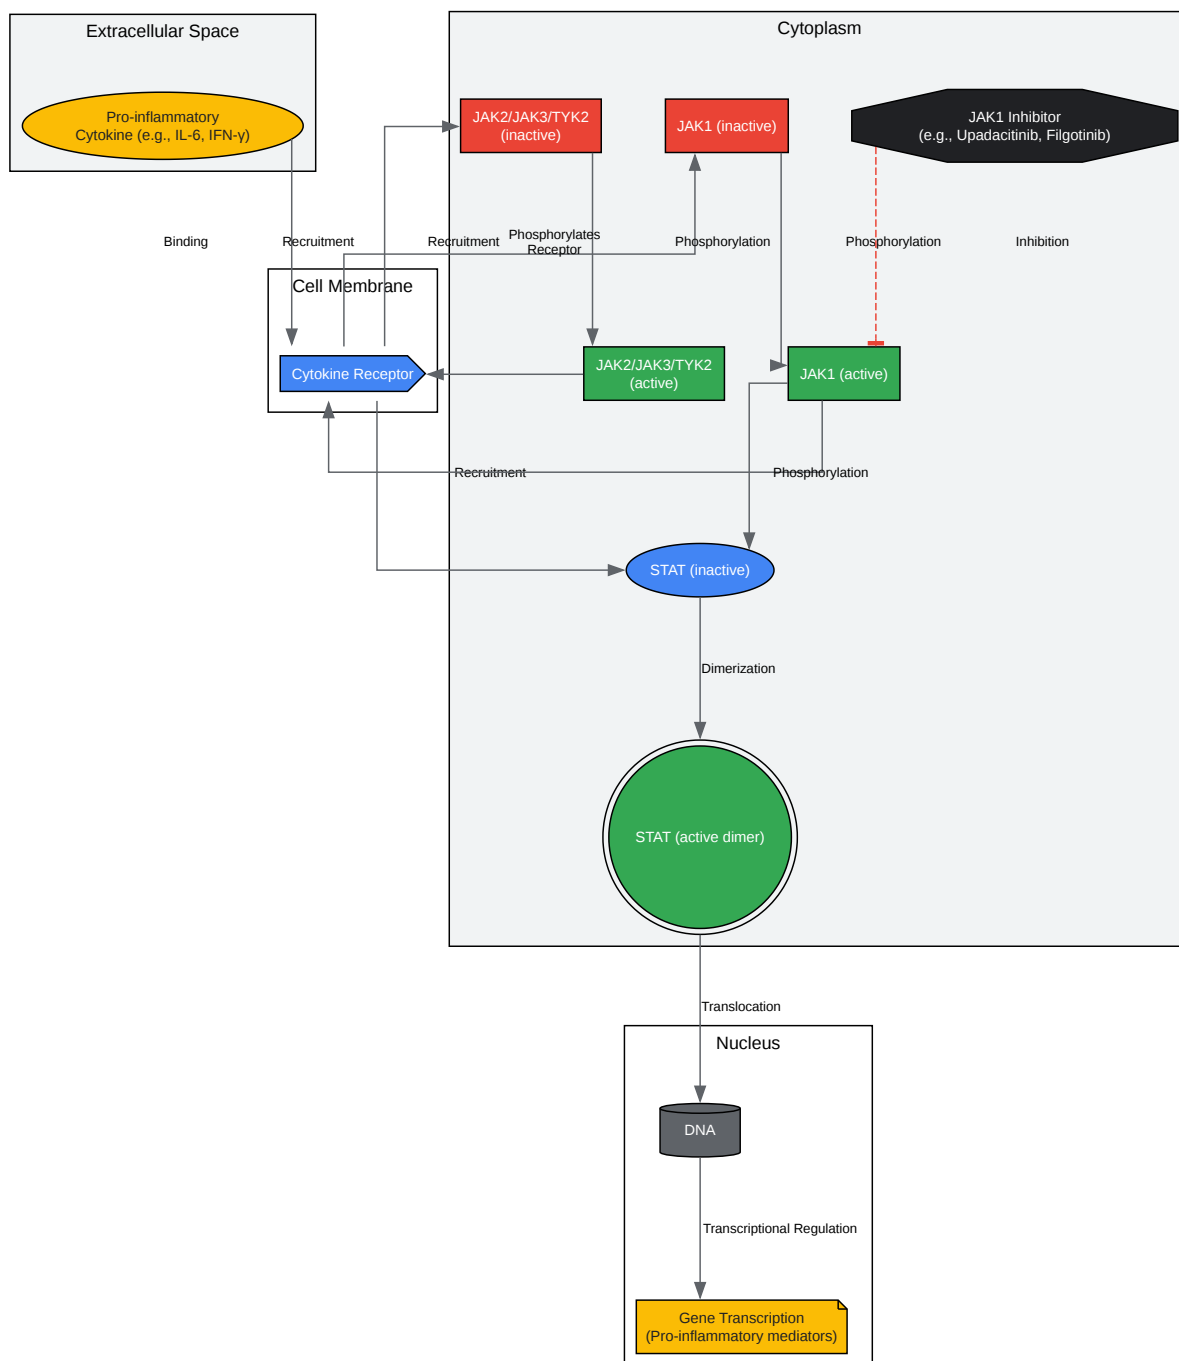 Extracellular Space
Cytoplasm
Pro-inflammatory
Cytokine (e.g., IL-6, IFN-γ)
JAK2/JAK3/TYK2
(inactive)
JAK1 (inactive)
JAK1 Inhibitor
(e.g., Upadacitinib, Filgotinib)
Binding
Recruitment
Recruitment
Phosphorylates
Receptor
Phosphorylation
Phosphorylation
Inhibition
Cell Membrane
Cytokine Receptor
JAK2/JAK3/TYK2
(active)
JAK1 (active)
Recruitment
Phosphorylation
STAT (inactive)
Dimerization
STAT (active dimer)
Translocation
Nucleus
DNA
Transcriptional Regulation
Gene Transcription
(Pro-inflammatory mediators)